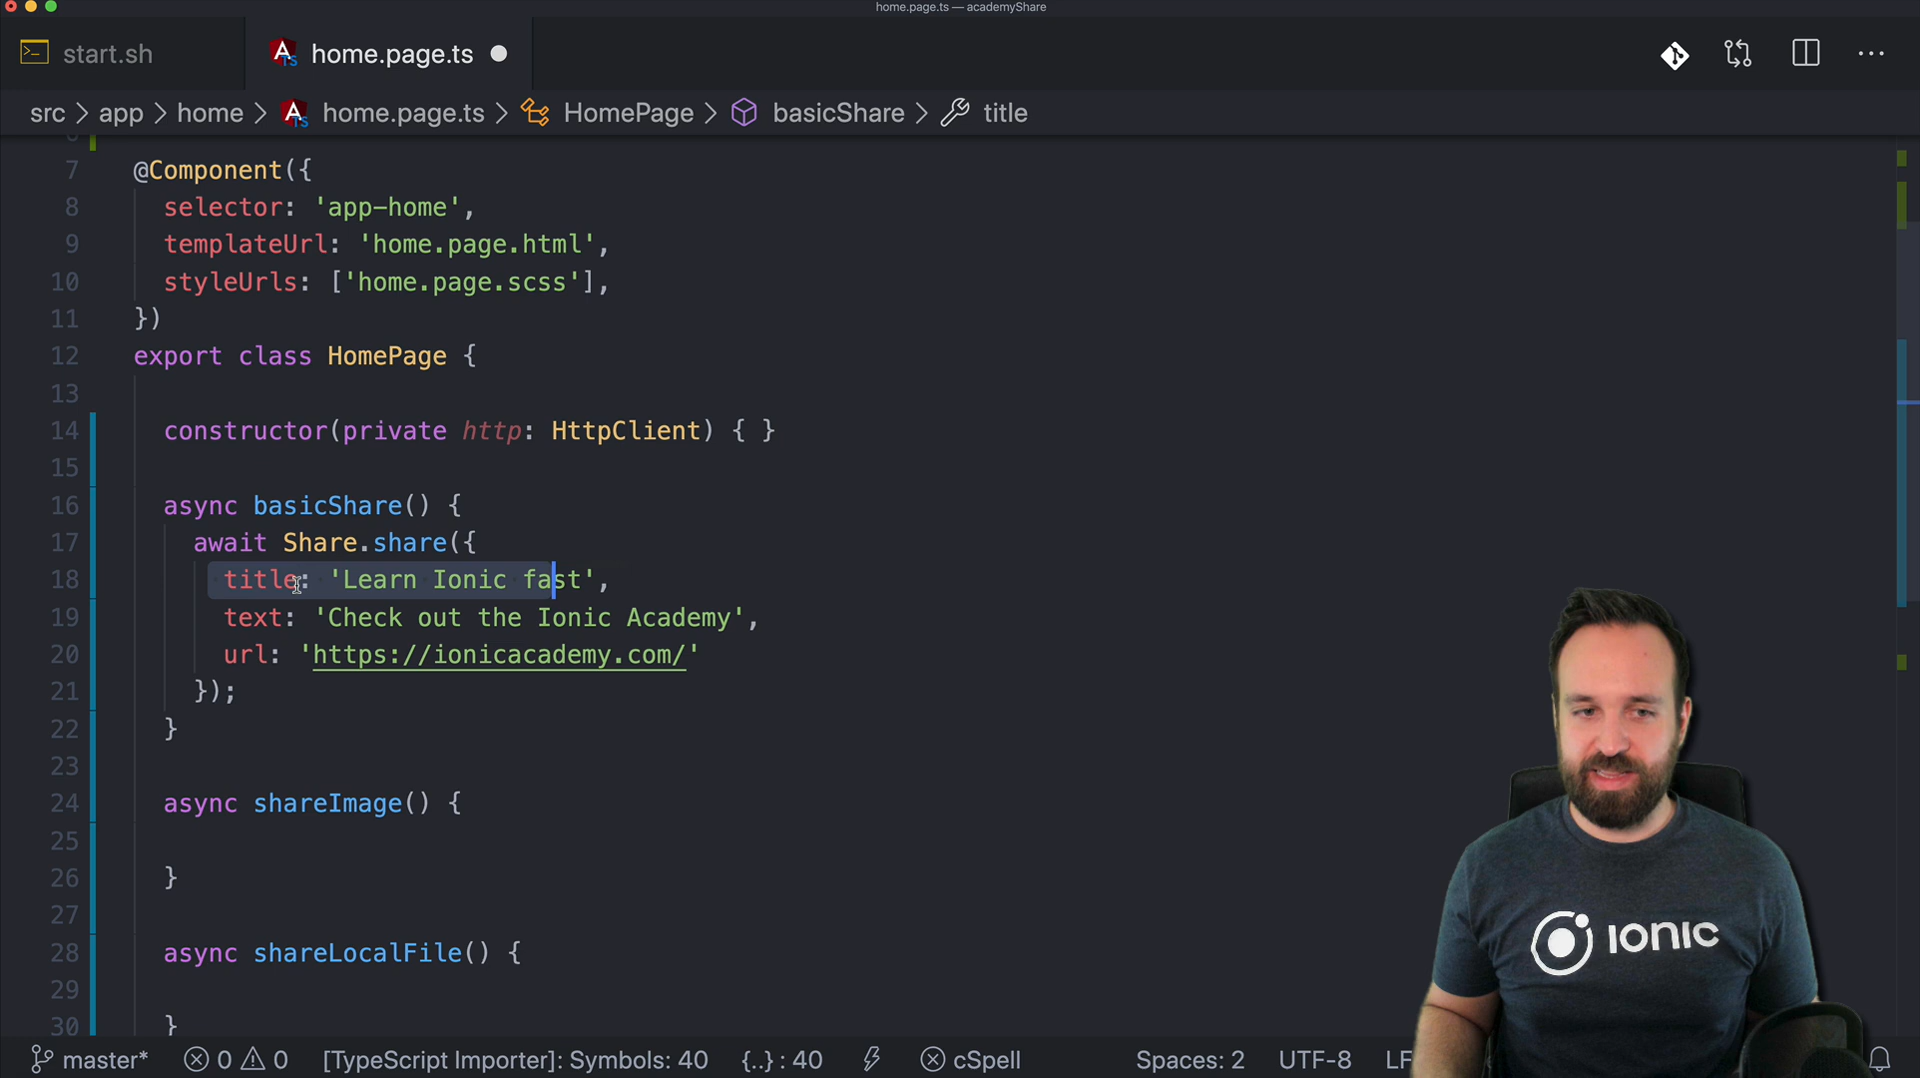 home.page.ts — academyShare
start.sh
home.page.ts
src > app > home > home.page.ts > HomePage > basicShare > title
7 @Component({
8 selector: 'app-home',
9 templateUrl: 'home.page.html',
10 styleUrls: ['home.page.scss'],
11 })
12 export class HomePage {
13
14 constructor(private http: HttpClient) { }
15
16 async basicShare() {
17 await Share.share({
18 title: 'Learn Ionic fast',
19 text: 'Check out the Ionic Academy',
20 url: 'https://ionicacademy.com/'
21 });
22 }
23
24 async shareImage() {
25
26 }
27
28 async shareLocalFile() {
29
30 }
IONIC
master* 0 0 [TypeScript Importer]: Symbols: 40 {..} : 40 cSpell Spaces: 2 UTF-8 LF